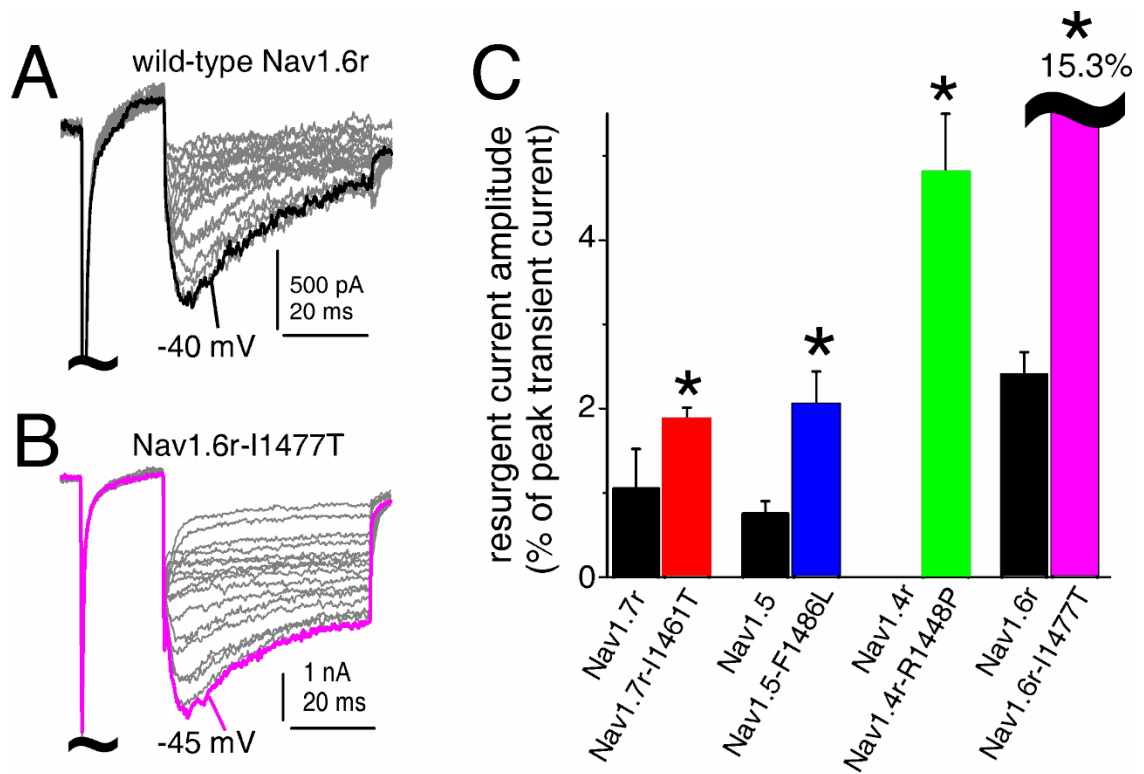 A
wild-type Nav1.6r
500 pA
20 ms
-40 mV
B
Nav1.6r-I1477T
1 nA
20 ms
-45 mV
C
*
15.3%
*
*
*
resurgent current amplitude
(% of peak transient current)
4
2
0
Nav1.7r
Nav1.7r-I1461T
Nav1.5
Nav1.5-F1486L
Nav1.4r
Nav1.4r-R1448P
Nav1.6r
Nav1.6r-I1477T